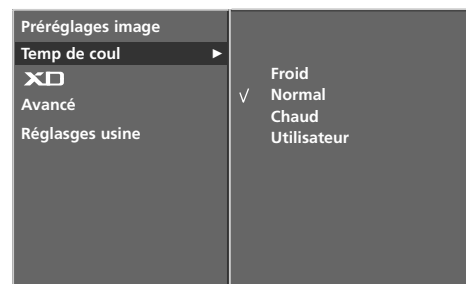 Préréglages image
Temp de coul ►
XD
Avancé
Réglasges usine
Froid
√ Normal
Chaud
Utilisateur